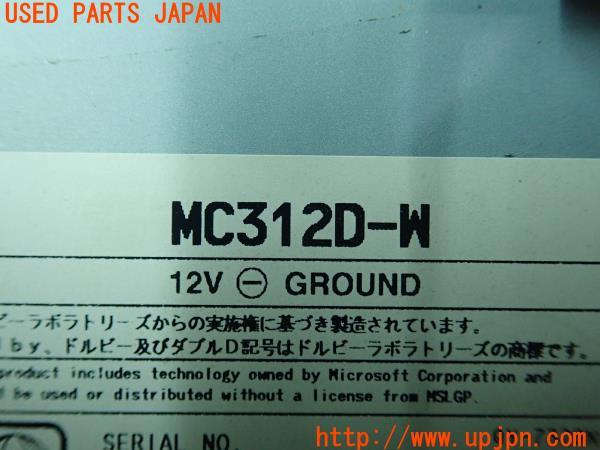 USED PARTS JAPAN
MC312D-W
12V ⊖ GROUND
ビーラボラトリーズからの実施権に基づき製造されています。
by、ドルビー及びダブルD記号はドルビーラボラトリーズの商標です。
product includes technology owned by Microsoft Corporation and
be used or distributed without a license from MSLGP.
SERIAL NO.
http://www.upjpn.com/